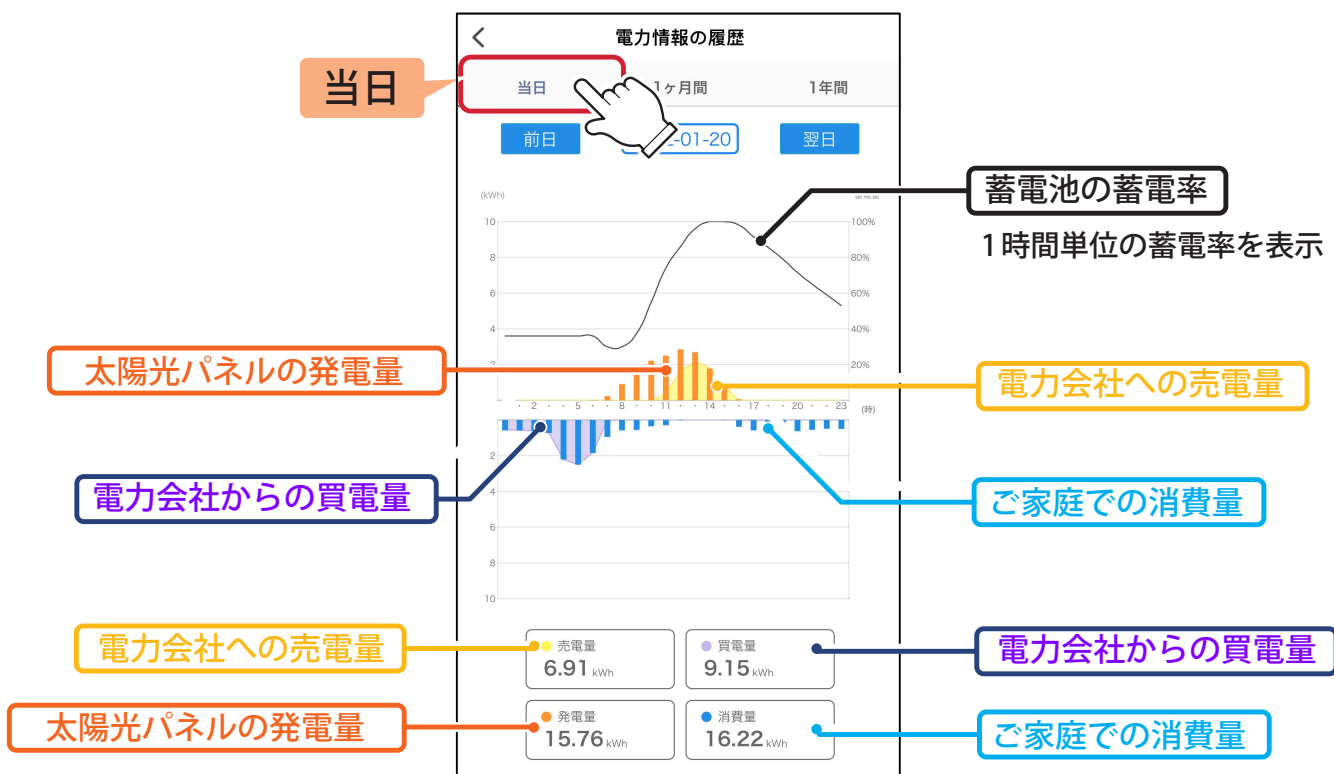 電力情報の履歴
当日
当日
1ヶ月間
1年間
前日
-01-20
翌日
蓄電池の蓄電率
1時間単位の蓄電率を表示
(kWh)
10
100%
8
80%
6
60%
4
40%
2
20%
太陽光パネルの発電量
電力会社への売電量
・ 2 ・ ・ 5 ・ ・ 8 ・ ・ 11 ・ ・ 14 ・ ・ 17 ・ ・ 20 ・ ・ 23
(時)
2
電力会社からの買電量
ご家庭での消費量
4
6
8
10
電力会社への売電量
売電量
6.91 kWh
買電量
9.15 kWh
電力会社からの買電量
太陽光パネルの発電量
発電量
15.76 kWh
消費量
16.22 kWh
ご家庭での消費量